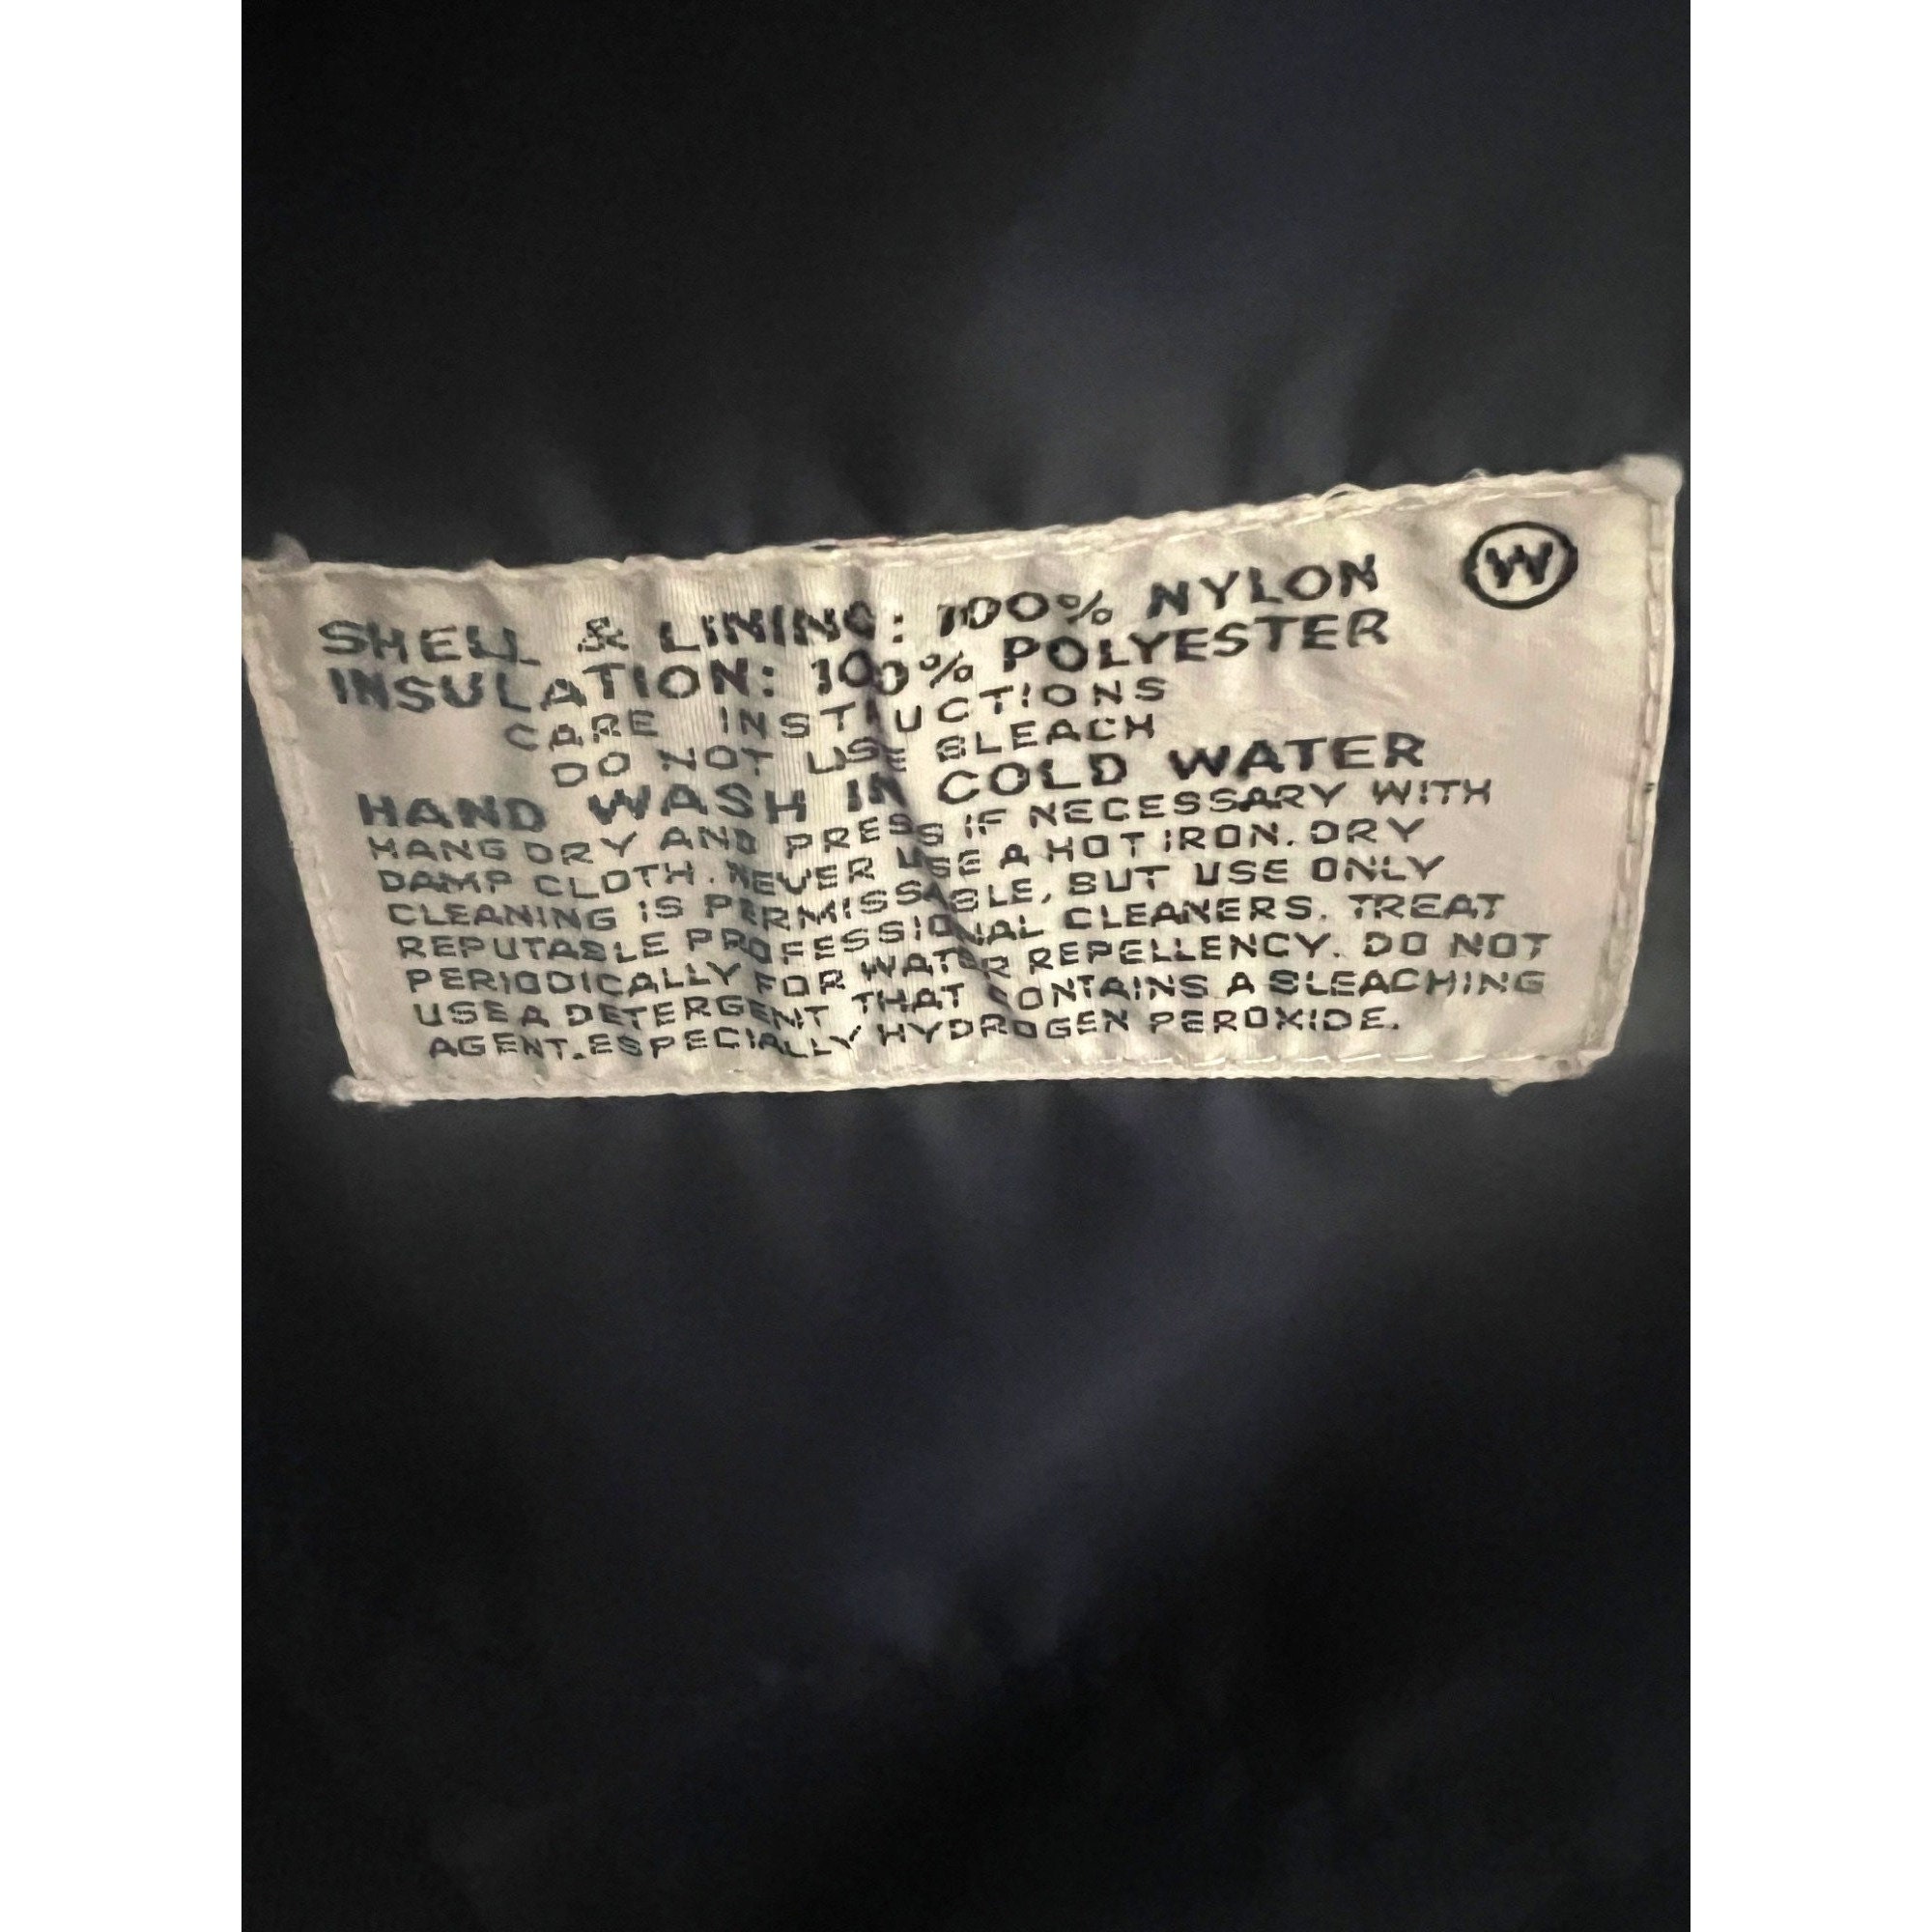 SHELL & LINING: 100% NYLON
W
INSULATION: 100% POLYESTER
CARE INSTRUCTIONS
DO NOT USE BLEACH
HAND WASH IN COLD WATER
HANG DRY AND PRESS IF NECESSARY WITH
DAMP CLOTH. NEVER USE A HOT IRON. DRY
CLEANING IS PERMISSABLE, BUT USE ONLY
REPUTABLE PROFESSIONAL CLEANERS. TREAT
PERIODICALLY FOR WATER REPELLENCY. DO NOT
USE A DETERGENT THAT CONTAINS A BLEACHING
AGENT. ESPECIALLY HYDROGEN PEROXIDE.